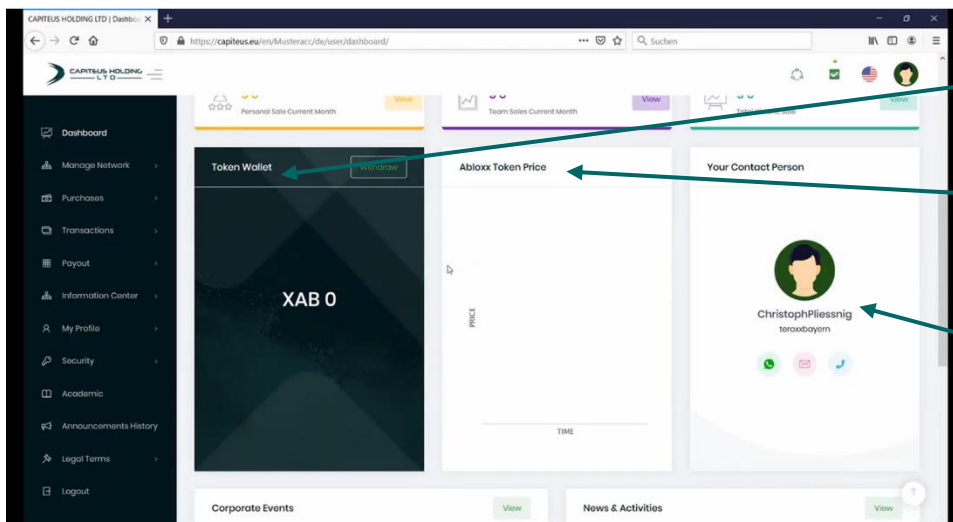 CAPITEUS HOLDING LTD | Dashbo
https://capiteus.eu/en/Musteracc/de/user/dashboard/
Suchen
CAPITEUS HOLDING
LTD
Personal Sale Current Month
View
Team Sales Current Month
View
View
Dashboard
Manage Network
Purchases
Transactions
Payout
Information Center
My Profile
Security
Academic
Announcements History
Legal Terms
Logout
Token Wallet
Withdraw
XAB 0
Abloxx Token Price
PRICE
TIME
Your Contact Person
ChristophPliessnig
teroxxbayern
Corporate Events
View
News & Activities
View